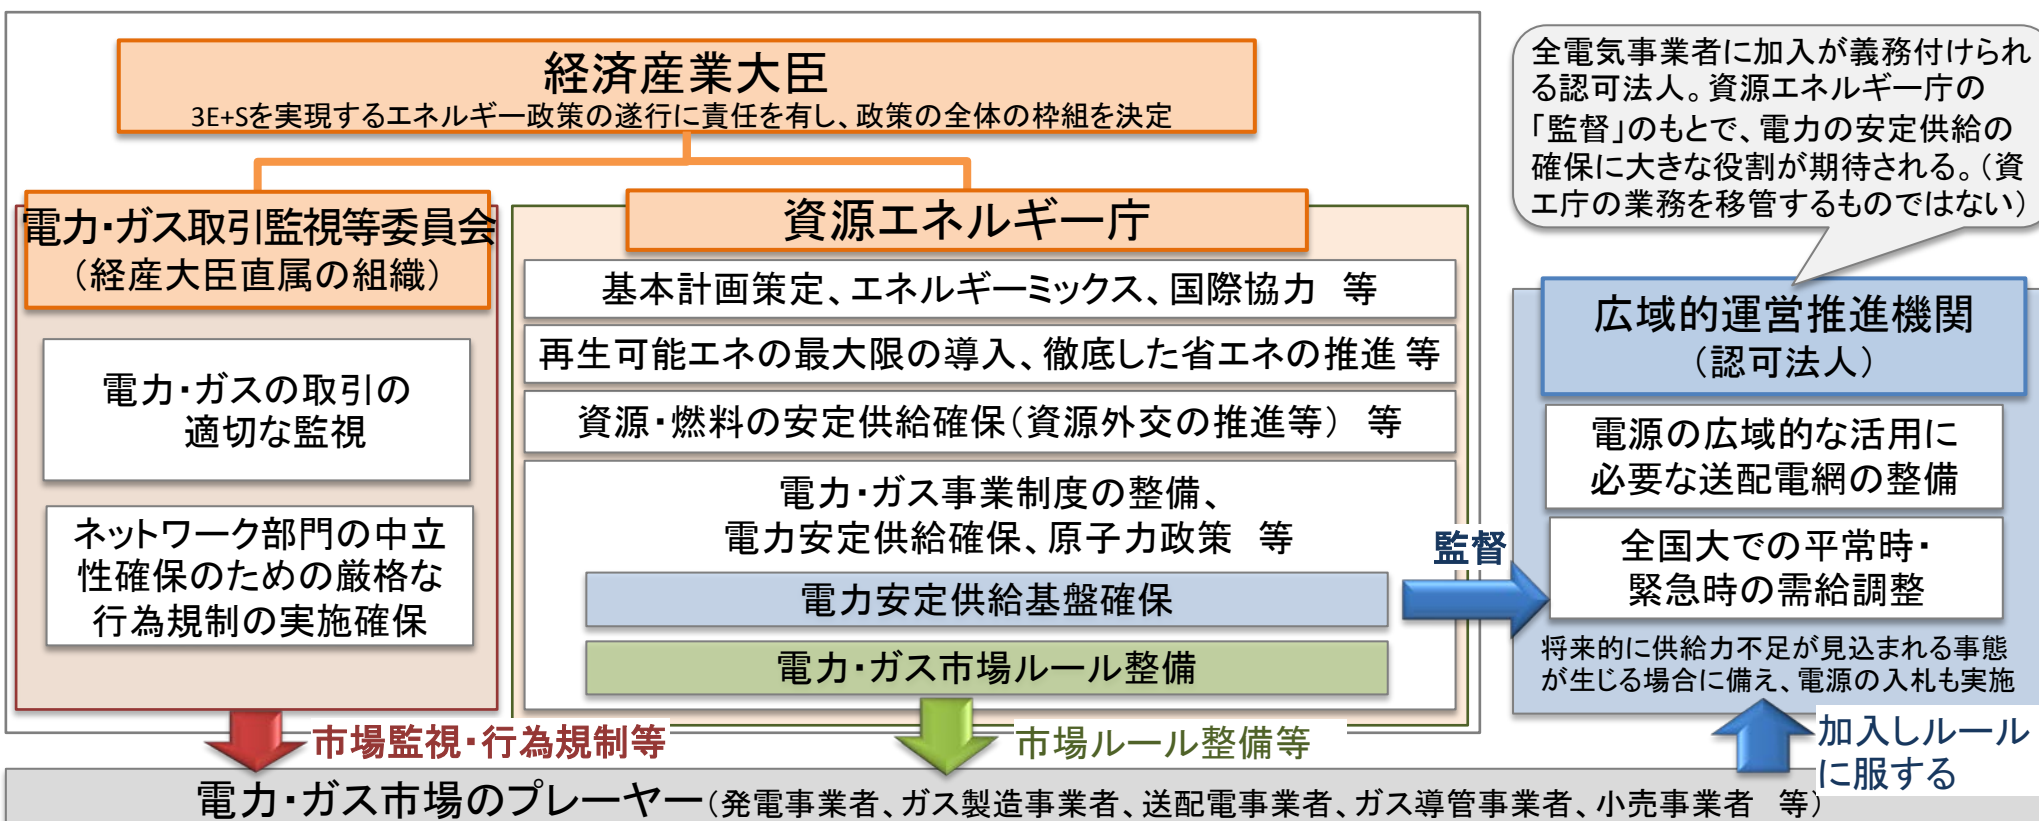 経済産業大臣
3E+Sを実現するエネルギー政策の遂行に責任を有し、政策の全体の枠組を決定
電力・ガス取引監視等委員会
（経産大臣直属の組織）
電力・ガスの取引の
適切な監視
ネットワーク部門の中立
性確保のための厳格な
行為規制の実施確保
資源エネルギー庁
基本計画策定、エネルギーミックス、国際協力　等
再生可能エネの最大限の導入、徹底した省エネの推進 等
資源・燃料の安定供給確保（資源外交の推進等）　等
電力・ガス事業制度の整備、
電力安定供給確保、原子力政策　等
電力安定供給基盤確保
電力・ガス市場ルール整備
監督
全電気事業者に加入が義務付けられ
る認可法人。資源エネルギー庁の
「監督」のもとで、電力の安定供給の
確保に大きな役割が期待される。（資
エ庁の業務を移管するものではない）
広域的運営推進機関
（認可法人）
電源の広域的な活用に
必要な送配電網の整備
全国大での平常時・
緊急時の需給調整
将来的に供給力不足が見込まれる事態
が生じる場合に備え、電源の入札も実施
市場監視・行為規制等
市場ルール整備等
加入しルール
に服する
電力・ガス市場のプレーヤー（発電事業者、ガス製造事業者、送配電事業者、ガス導管事業者、小売事業者　等）